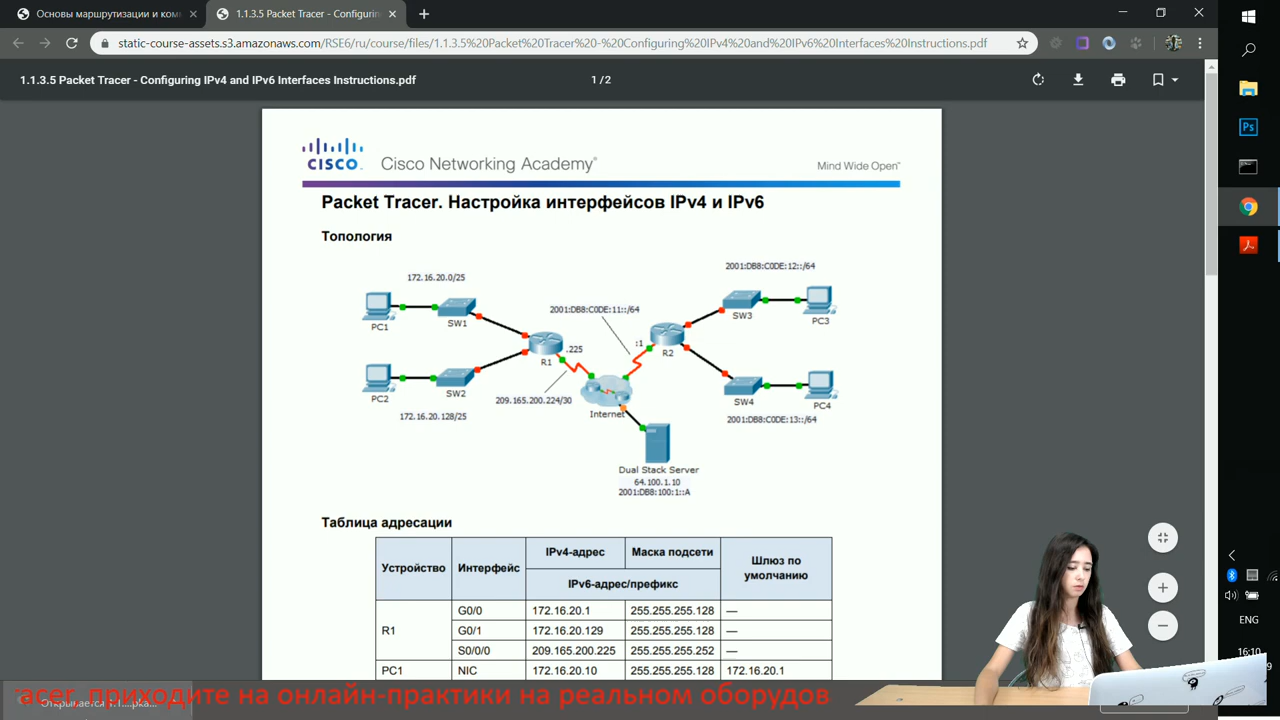 Основы маршрутизации и ком
1.1.3.5 Packet Tracer - Configurin
static-course-assets.s3.amazonaws.com/RSE6/ru/course/files/1.1.3.5%20Packet%20Tracer%20-%20Configuring%20IPv4%20and%20IPv6%20Interfaces%20Instructions.pdf
1.1.3.5 Packet Tracer - Configuring IPv4 and IPv6 Interfaces Instructions.pdf
1/2
CISCO
Cisco Networking Academy®
Mind Wide Open™
Packet Tracer. Настройка интерфейсов IPv4 и IPv6
Топология
2001:DB8:C0DE:12::/64
172.16.20.0/25
2001:DB8:C0DE:11::/64
PC1
SW1
SW3
PC3
.225
:1
R1
R2
PC2
SW2
209.165.200.224/30
Internet
SW4
PC4
172.16.20.128/25
2001:DB8:C0DE:13::/64
Dual Stack Server
64.100.1.10
2001:DB8:100:1::A
Таблица адресации
Устройство
Интерфейс
IPv4-адрес
Маска подсети
Шлюз по умолчанию
IPv6-адрес/префикс
R1
G0/0 172.16.20.1 255.255.255.128 —
G0/1 172.16.20.129 255.255.255.128 —
S0/0/0 209.165.200.225 255.255.255.252 —
PC1 NIC 172.16.20.10 255.255.255.128 172.16.20.1
Ps
ENG
16:10
acer, приходите на онлайн-практики на реальном оборудов